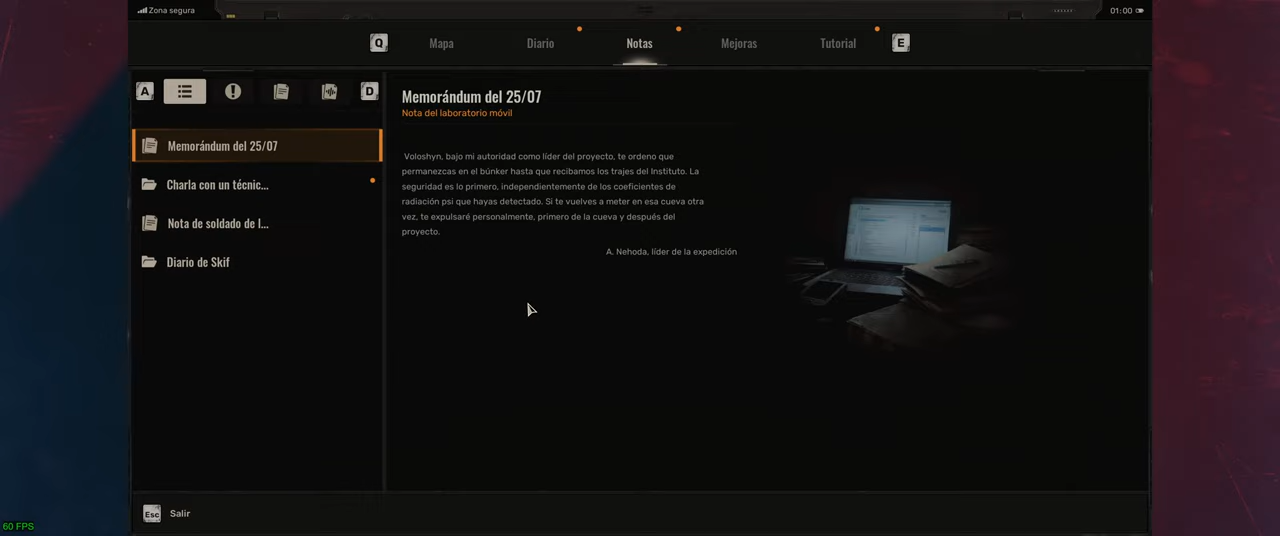 Zona segura
01:00
Q
Mapa
Diario
Notas
Mejoras
Tutorial
E
A
D
Memorándum del 25/07
Charla con un técnic...
Nota de soldado de l...
Diario de Skif
Memorándum del 25/07
Nota del laboratorio móvil
Voloshyn, bajo mi autoridad como líder del proyecto, te ordeno que
permanezcas en el búnker hasta que recibamos los trajes del Instituto. La
seguridad es lo primero, independientemente de los coeficientes de
radiación psi que hayas detectado. Si te vuelves a meter en esa cueva otra
vez, te expulsaré personalmente, primero de la cueva y después del
proyecto.
A. Nehoda, líder de la expedición
Esc
Salir
60 FPS